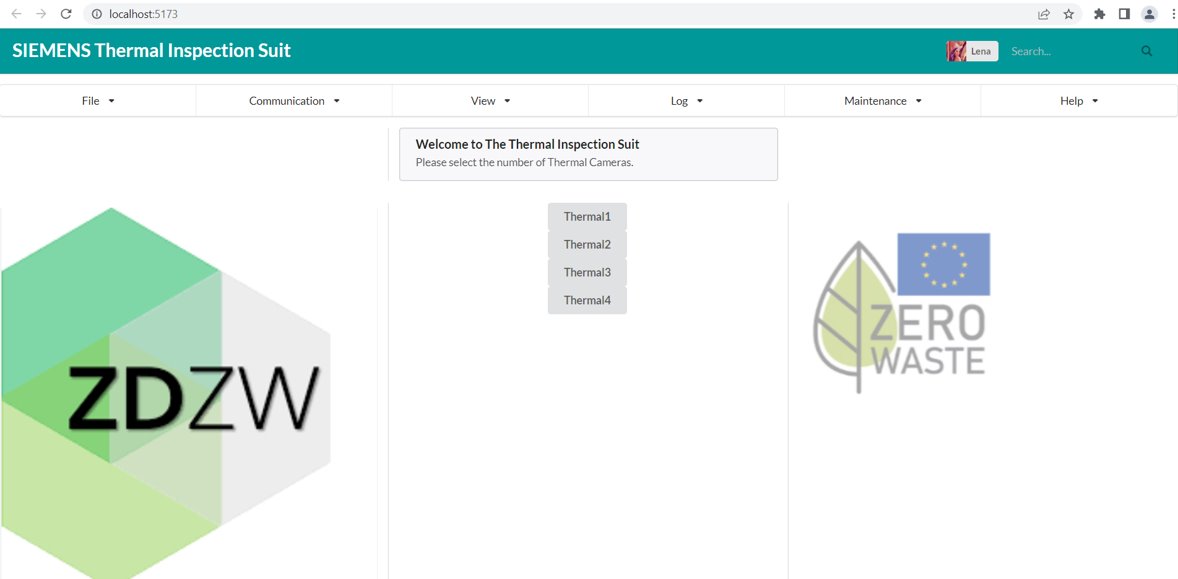 localhost:5173
SIEMENS Thermal Inspection Suit
Lena
Search...
File
Communication
View
Log
Maintenance
Help
Welcome to The Thermal Inspection Suit
Please select the number of Thermal Cameras.
Thermal1
Thermal2
Thermal3
Thermal4
ZDZW
ZERO
WASTE